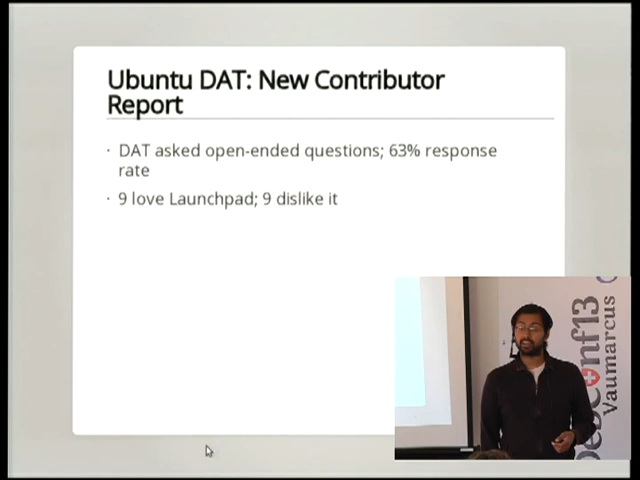 Ubuntu DAT: New Contributor
Report
· DAT asked open-ended questions; 63% response
rate
· 9 love Launchpad; 9 dislike it
Vaumarcus